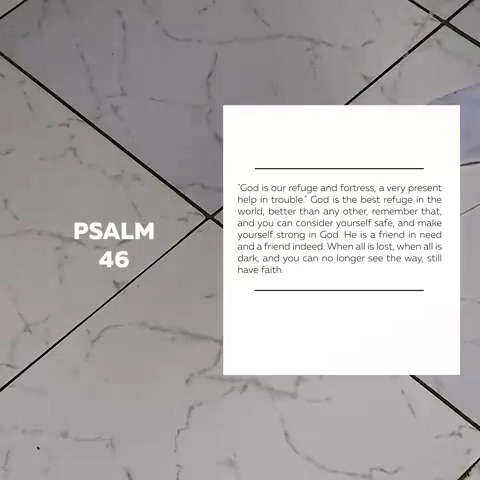 PSALM
46
"God is our refuge and fortress, a very present
help in trouble." God is the best refuge in the
world, better than any other, remember that,
and you can consider yourself safe, and make
yourself strong in God. He is a friend in need
and a friend indeed. When all is lost, when all is
dark, and you can no longer see the way, still
have faith.